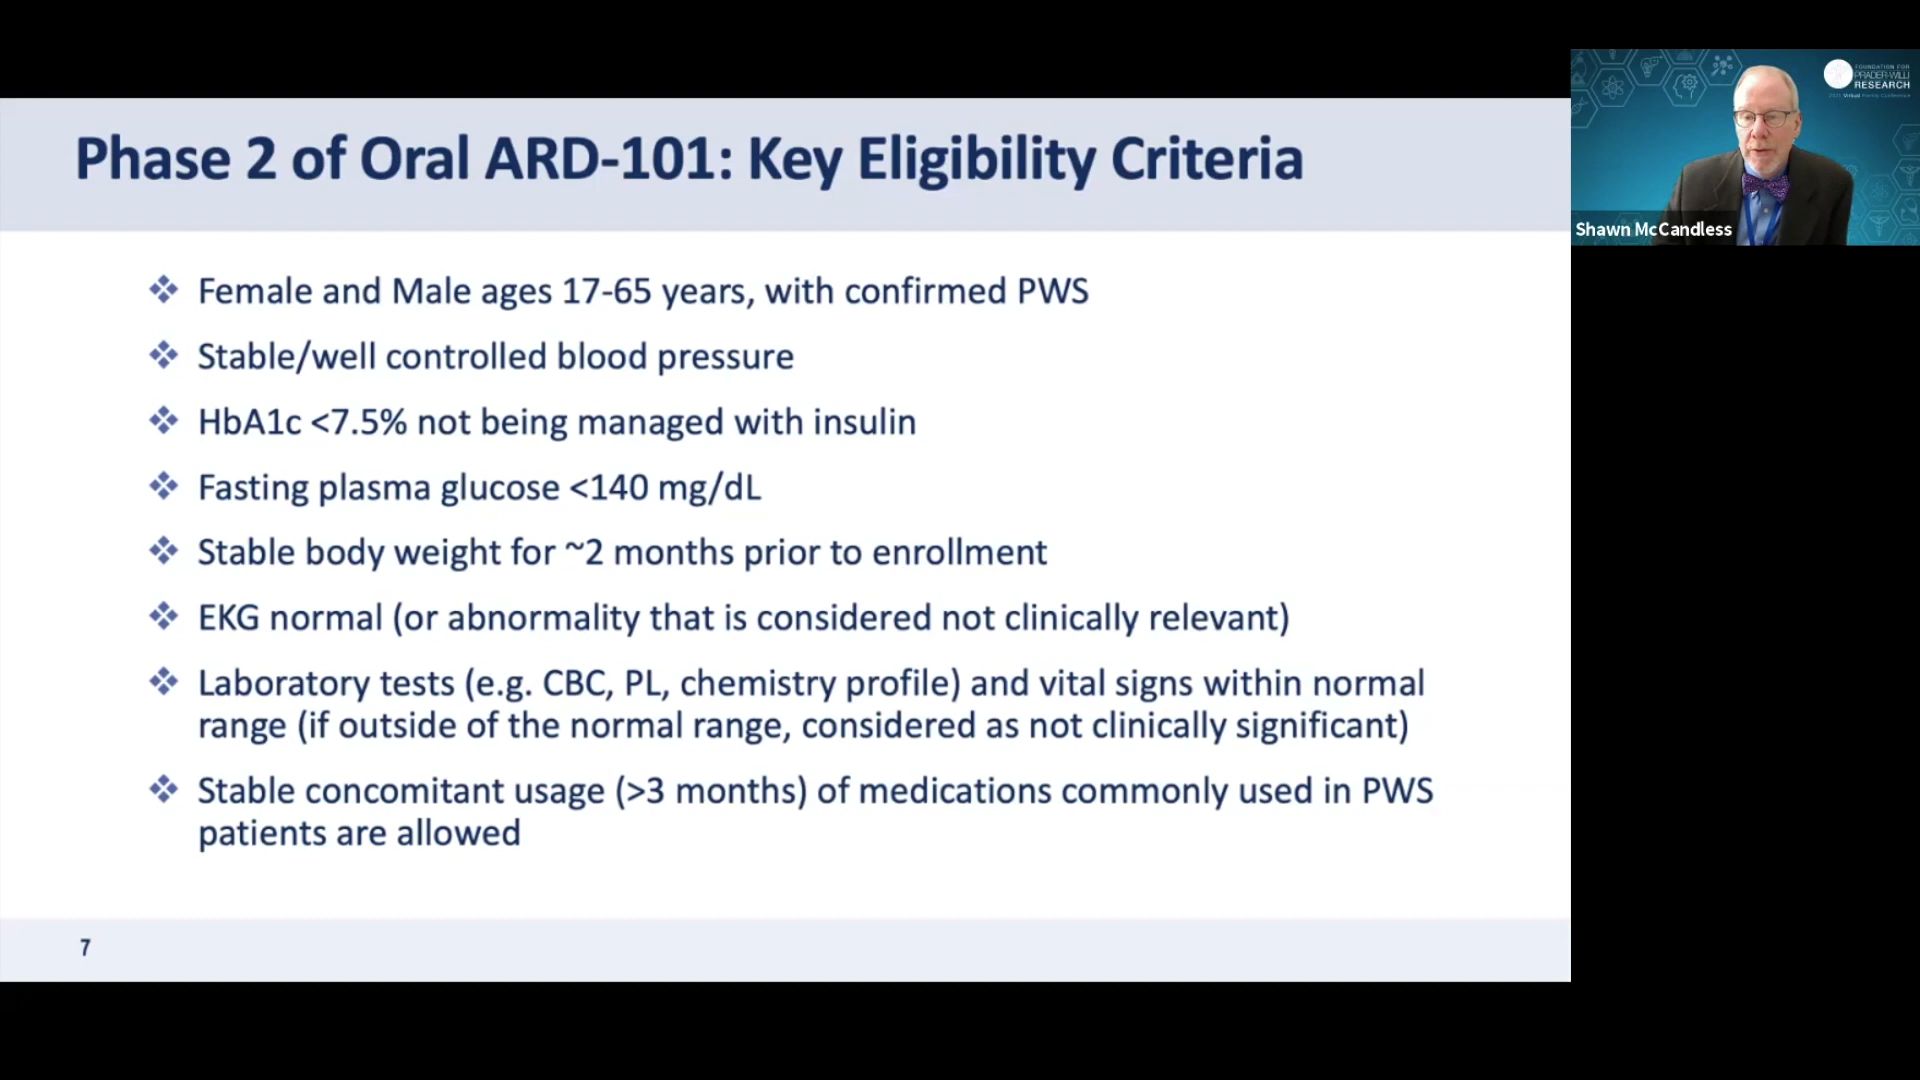 Phase 2 of Oral ARD-101: Key Eligibility Criteria
Female and Male ages 17-65 years, with confirmed PWS
Stable/well controlled blood pressure
HbA1c <7.5% not being managed with insulin
Fasting plasma glucose <140 mg/dL
Stable body weight for ~2 months prior to enrollment
EKG normal (or abnormality that is considered not clinically relevant)
Laboratory tests (e.g. CBC, PL, chemistry profile) and vital signs within normal
range (if outside of the normal range, considered as not clinically significant)
Stable concomitant usage (>3 months) of medications commonly used in PWS
patients are allowed
7
FOUNDATION FOR
PRADER-WILLI
RESEARCH
Virtual Family Conference
Shawn McCandless